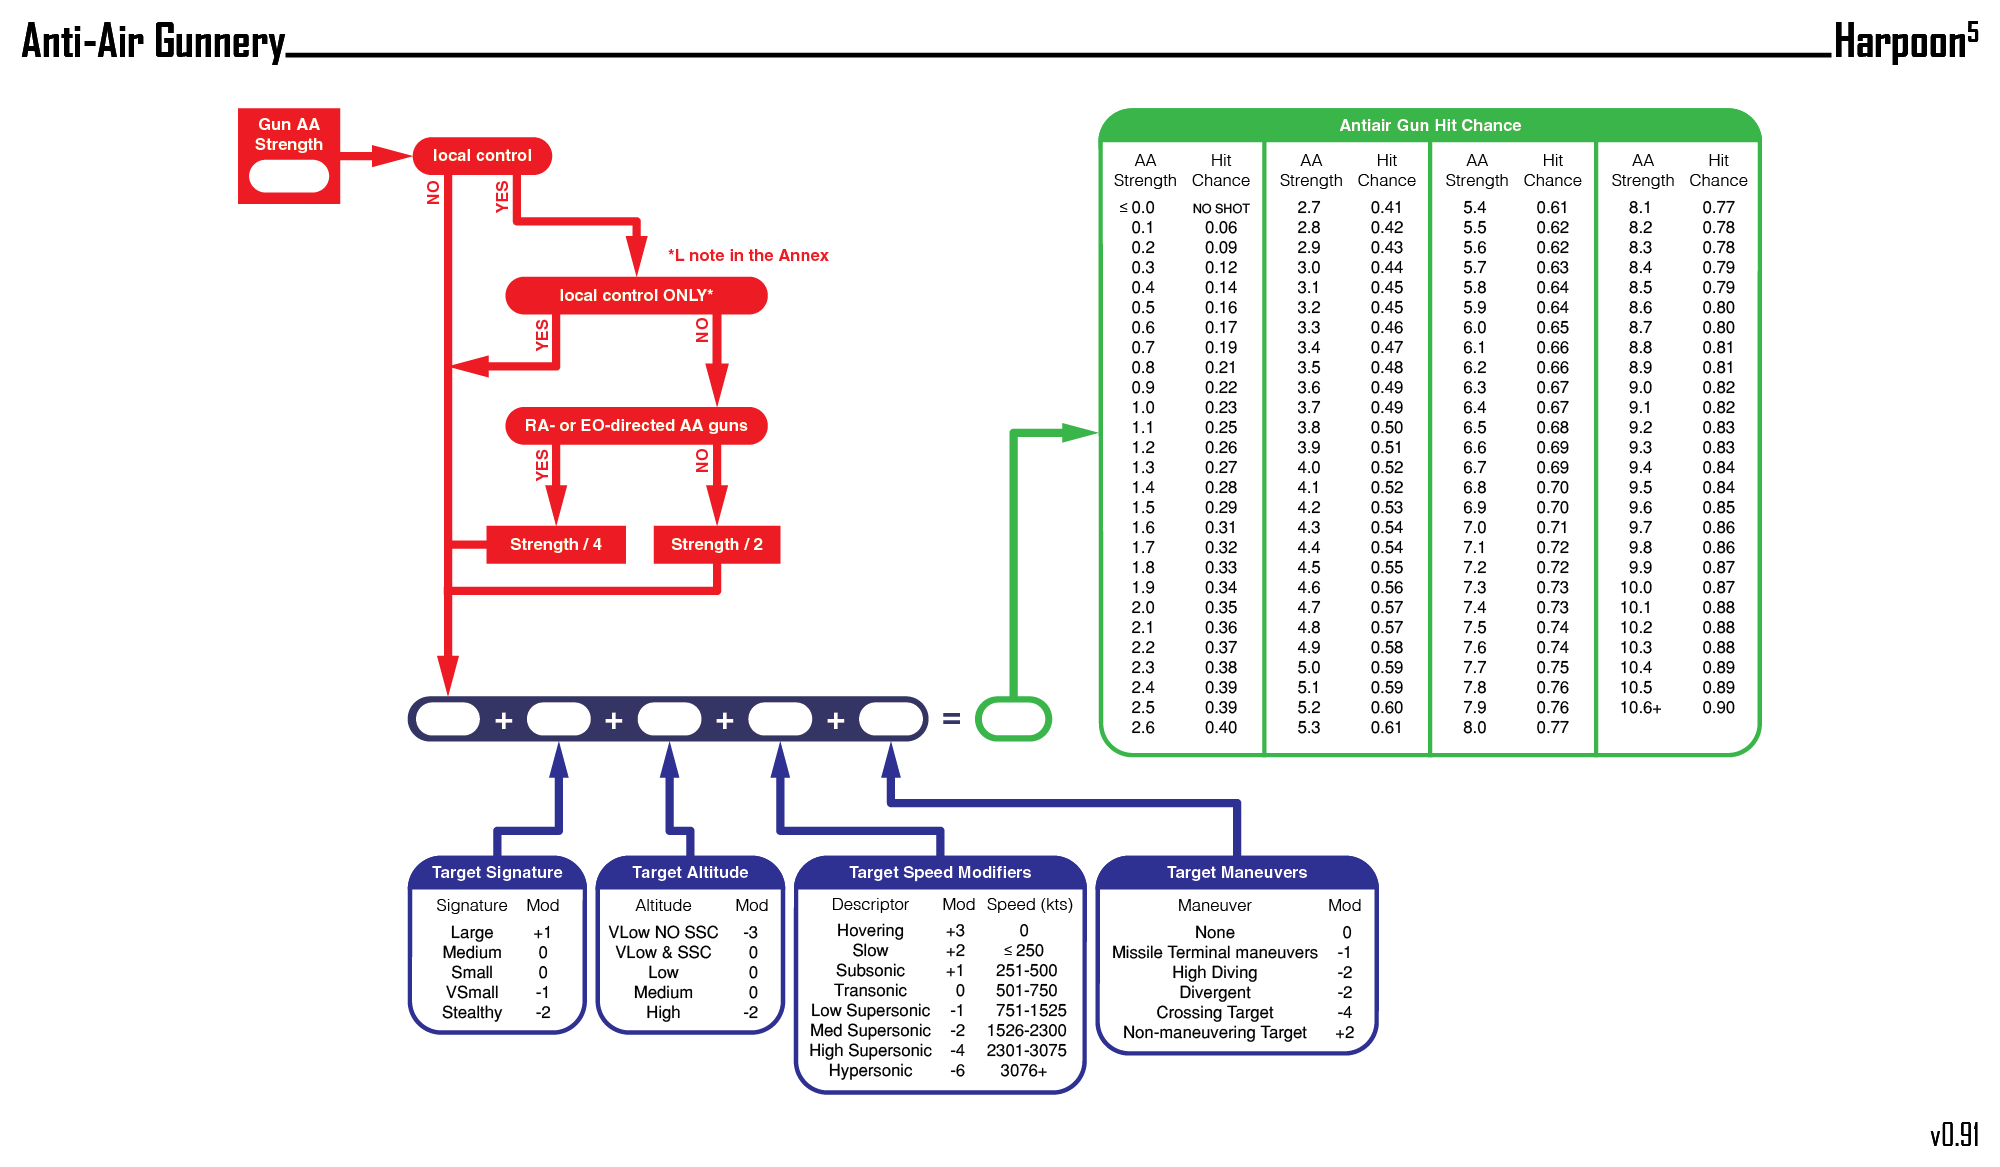 Anti-Air Gunnery
Harpoon5
Gun AA
Strength
local control
NO
YES
*L note in the Annex
local control ONLY*
YES
NO
RA- or EO-directed AA guns
YES
NO
Strength / 4
Strength / 2
+ + + + =
Antiair Gun Hit Chance
AA Hit AA Hit AA Hit AA Hit
Strength Chance Strength Chance Strength Chance Strength Chance
≤ 0.0 NO SHOT 2.7 0.41 5.4 0.61 8.1 0.77
0.1 0.06 2.8 0.42 5.5 0.62 8.2 0.78
0.2 0.09 2.9 0.43 5.6 0.62 8.3 0.78
0.3 0.12 3.0 0.44 5.7 0.63 8.4 0.79
0.4 0.14 3.1 0.45 5.8 0.64 8.5 0.79
0.5 0.16 3.2 0.45 5.9 0.64 8.6 0.80
0.6 0.17 3.3 0.46 6.0 0.65 8.7 0.80
0.7 0.19 3.4 0.47 6.1 0.66 8.8 0.81
0.8 0.21 3.5 0.48 6.2 0.66 8.9 0.81
0.9 0.22 3.6 0.49 6.3 0.67 9.0 0.82
1.0 0.23 3.7 0.49 6.4 0.67 9.1 0.82
1.1 0.25 3.8 0.50 6.5 0.68 9.2 0.83
1.2 0.26 3.9 0.51 6.6 0.69 9.3 0.83
1.3 0.27 4.0 0.52 6.7 0.69 9.4 0.84
1.4 0.28 4.1 0.52 6.8 0.70 9.5 0.84
1.5 0.29 4.2 0.53 6.9 0.70 9.6 0.85
1.6 0.31 4.3 0.54 7.0 0.71 9.7 0.86
1.7 0.32 4.4 0.54 7.1 0.72 9.8 0.86
1.8 0.33 4.5 0.55 7.2 0.72 9.9 0.87
1.9 0.34 4.6 0.56 7.3 0.73 10.0 0.87
2.0 0.35 4.7 0.57 7.4 0.73 10.1 0.88
2.1 0.36 4.8 0.57 7.5 0.74 10.2 0.88
2.2 0.37 4.9 0.58 7.6 0.74 10.3 0.88
2.3 0.38 5.0 0.59 7.7 0.75 10.4 0.89
2.4 0.39 5.1 0.59 7.8 0.76 10.5 0.89
2.5 0.39 5.2 0.60 7.9 0.76 10.6+ 0.90
2.6 0.40 5.3 0.61 8.0 0.77
Target Signature
Signature Mod
Large +1
Medium 0
Small 0
VSmall -1
Stealthy -2
Target Altitude
Altitude Mod
VLow NO SSC -3
VLow & SSC 0
Low 0
Medium 0
High -2
Target Speed Modifiers
Descriptor Mod Speed (kts)
Hovering +3 0
Slow +2 ≤ 250
Subsonic +1 251-500
Transonic 0 501-750
Low Supersonic -1 751-1525
Med Supersonic -2 1526-2300
High Supersonic -4 2301-3075
Hypersonic -6 3076+
Target Maneuvers
Maneuver Mod
None 0
Missile Terminal maneuvers -1
High Diving -2
Divergent -2
Crossing Target -4
Non-maneuvering Target +2
v0.91